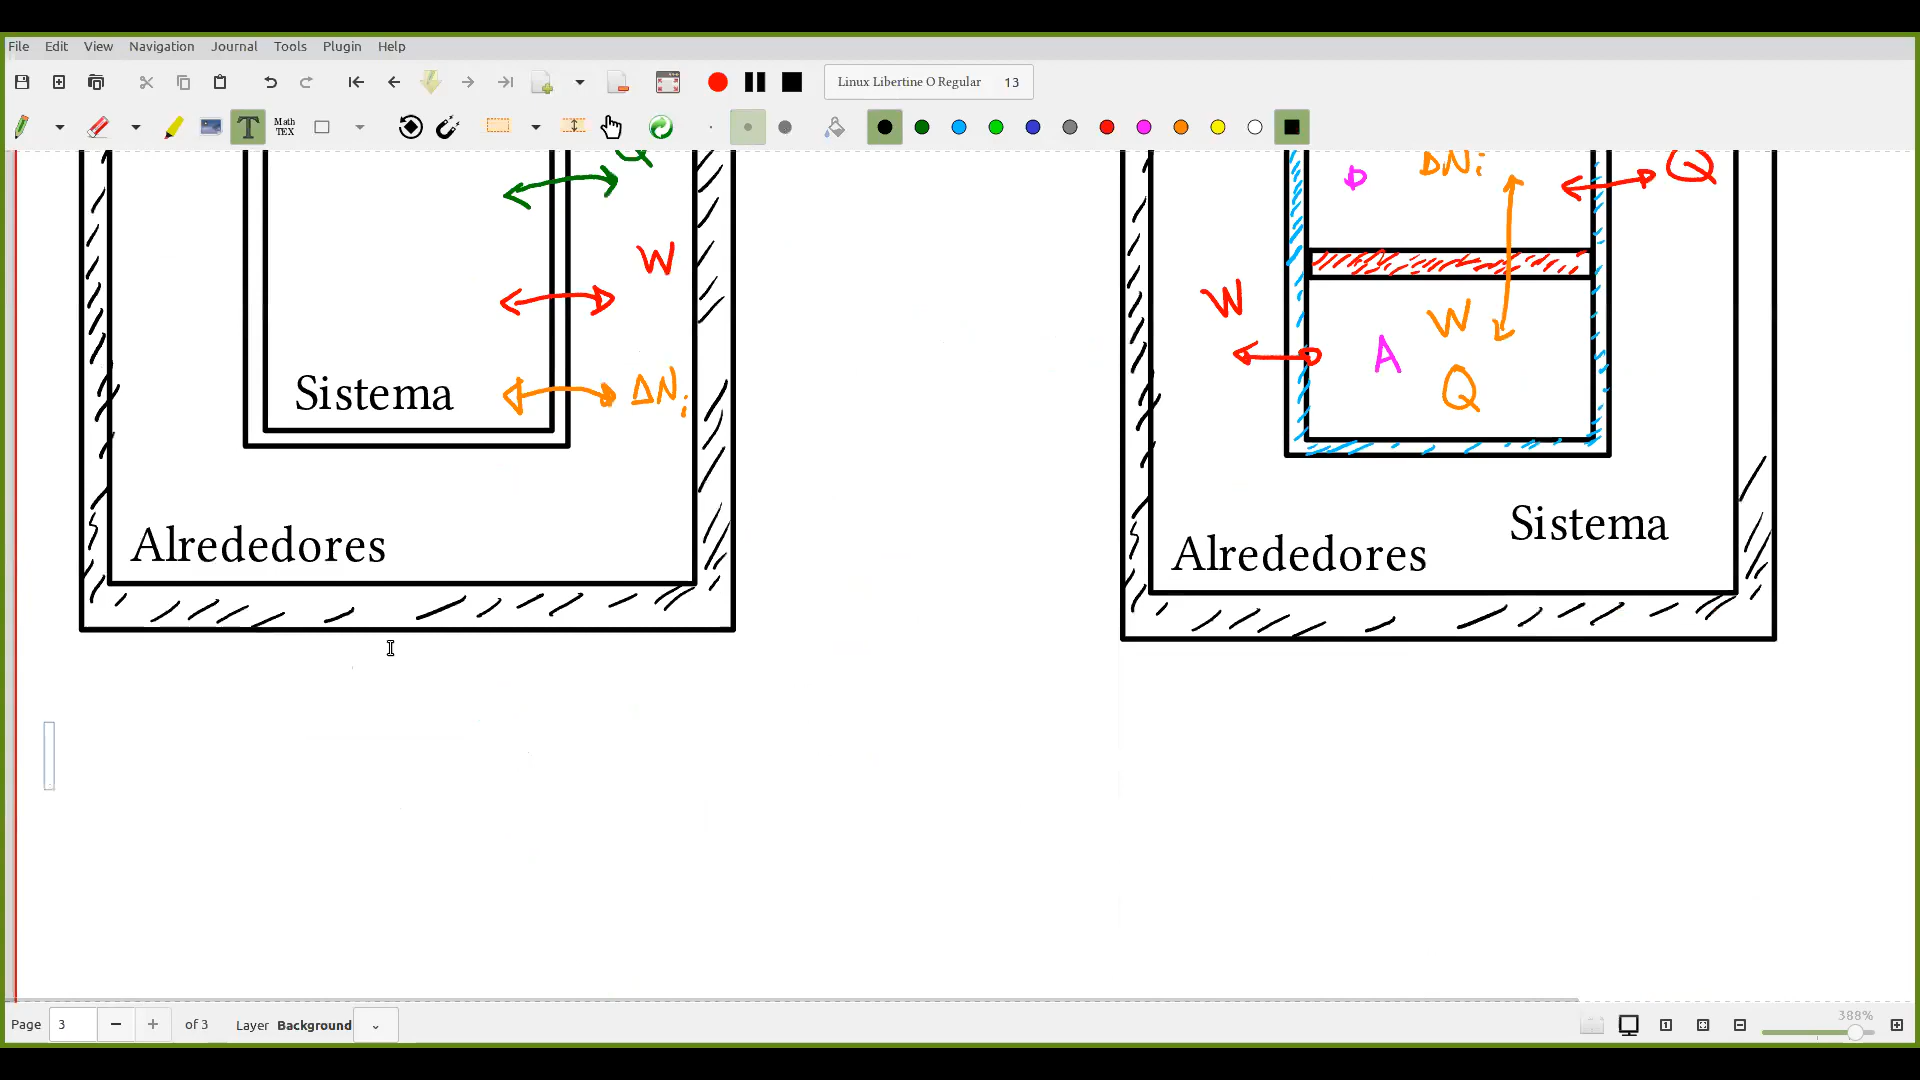 File Edit View Navigation Journal Tools Plugin Help
Linux Libertine O Regular 13
T Math TEX
Q
W
Sistema
ΔNi
Alrededores
ΔNi
Q
W
W
A
Q
Sistema
Alrededores
Page 3 of 3 Layer Background
388%